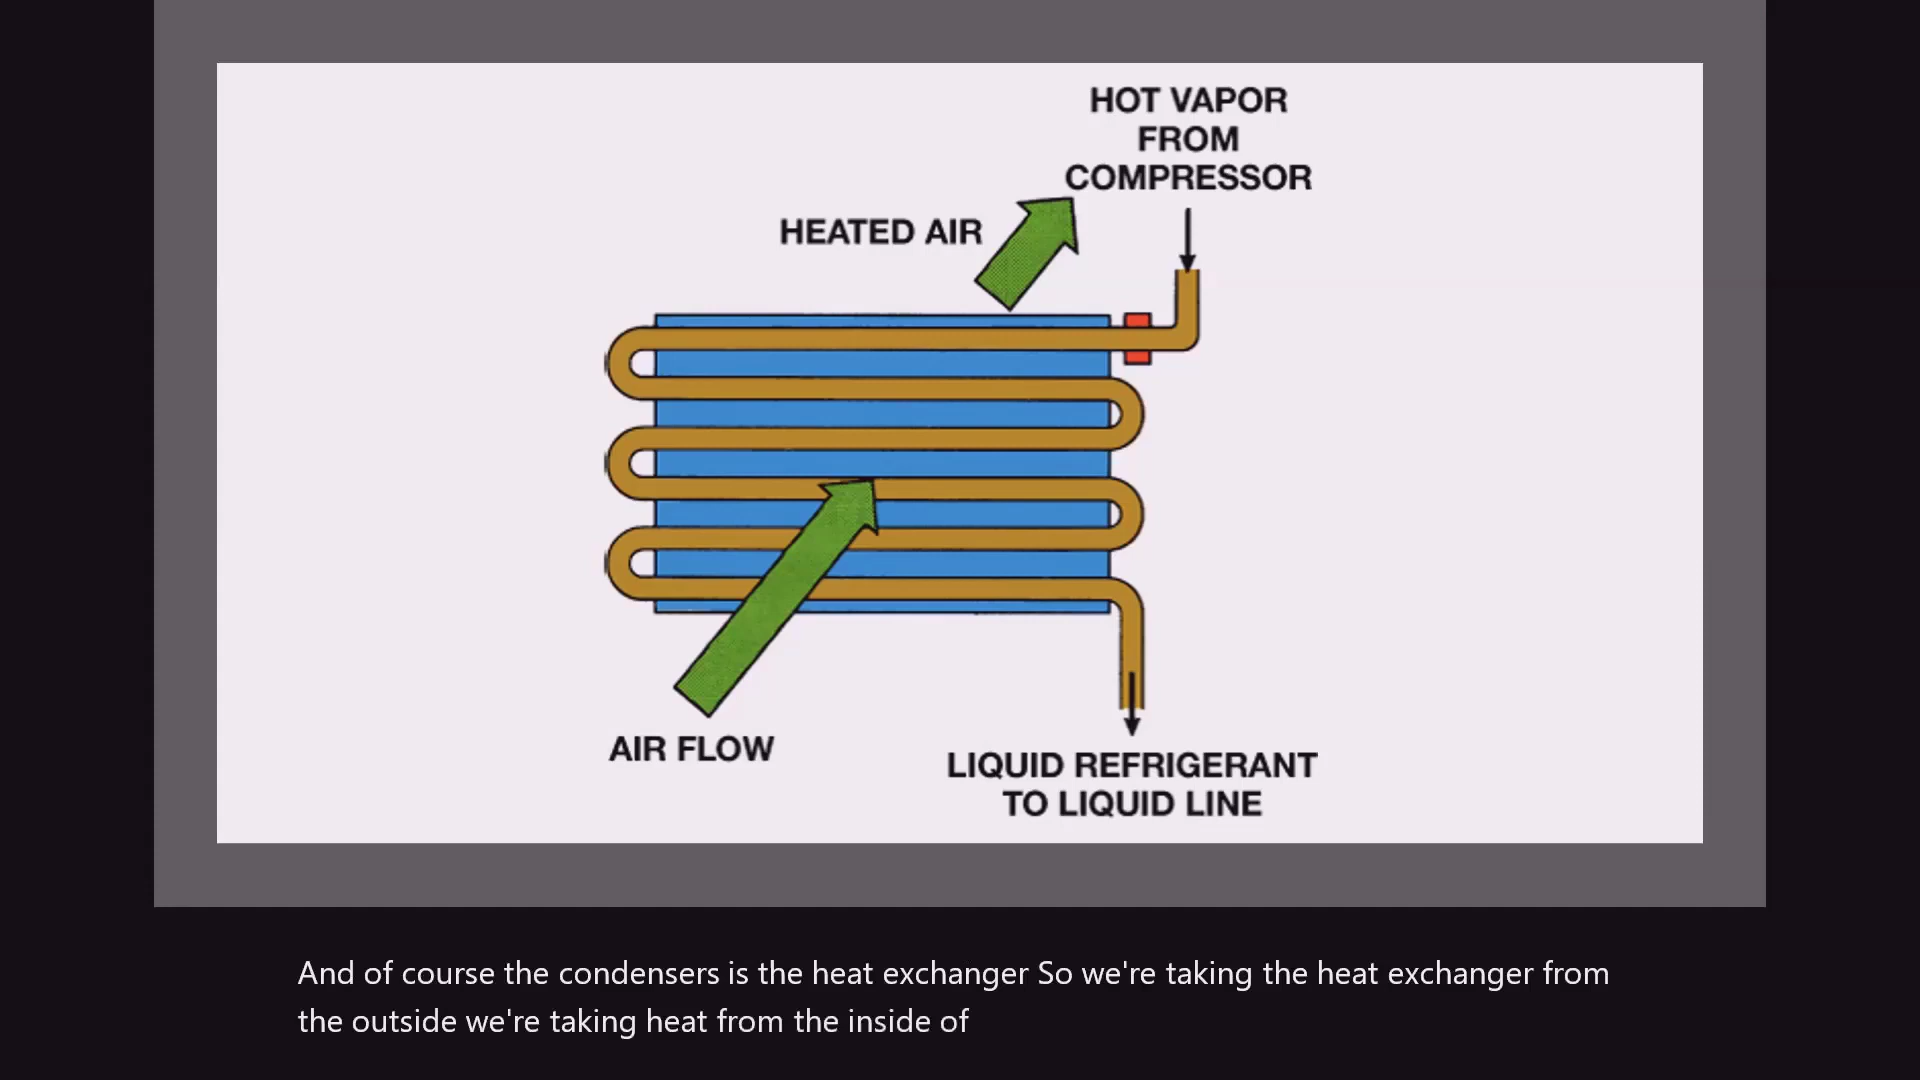 HOT VAPOR
FROM
COMPRESSOR
HEATED AIR
AIR FLOW
LIQUID REFRIGERANT
TO LIQUID LINE
And of course the condensers is the heat exchanger So we're taking the heat exchanger from
the outside we're taking heat from the inside of